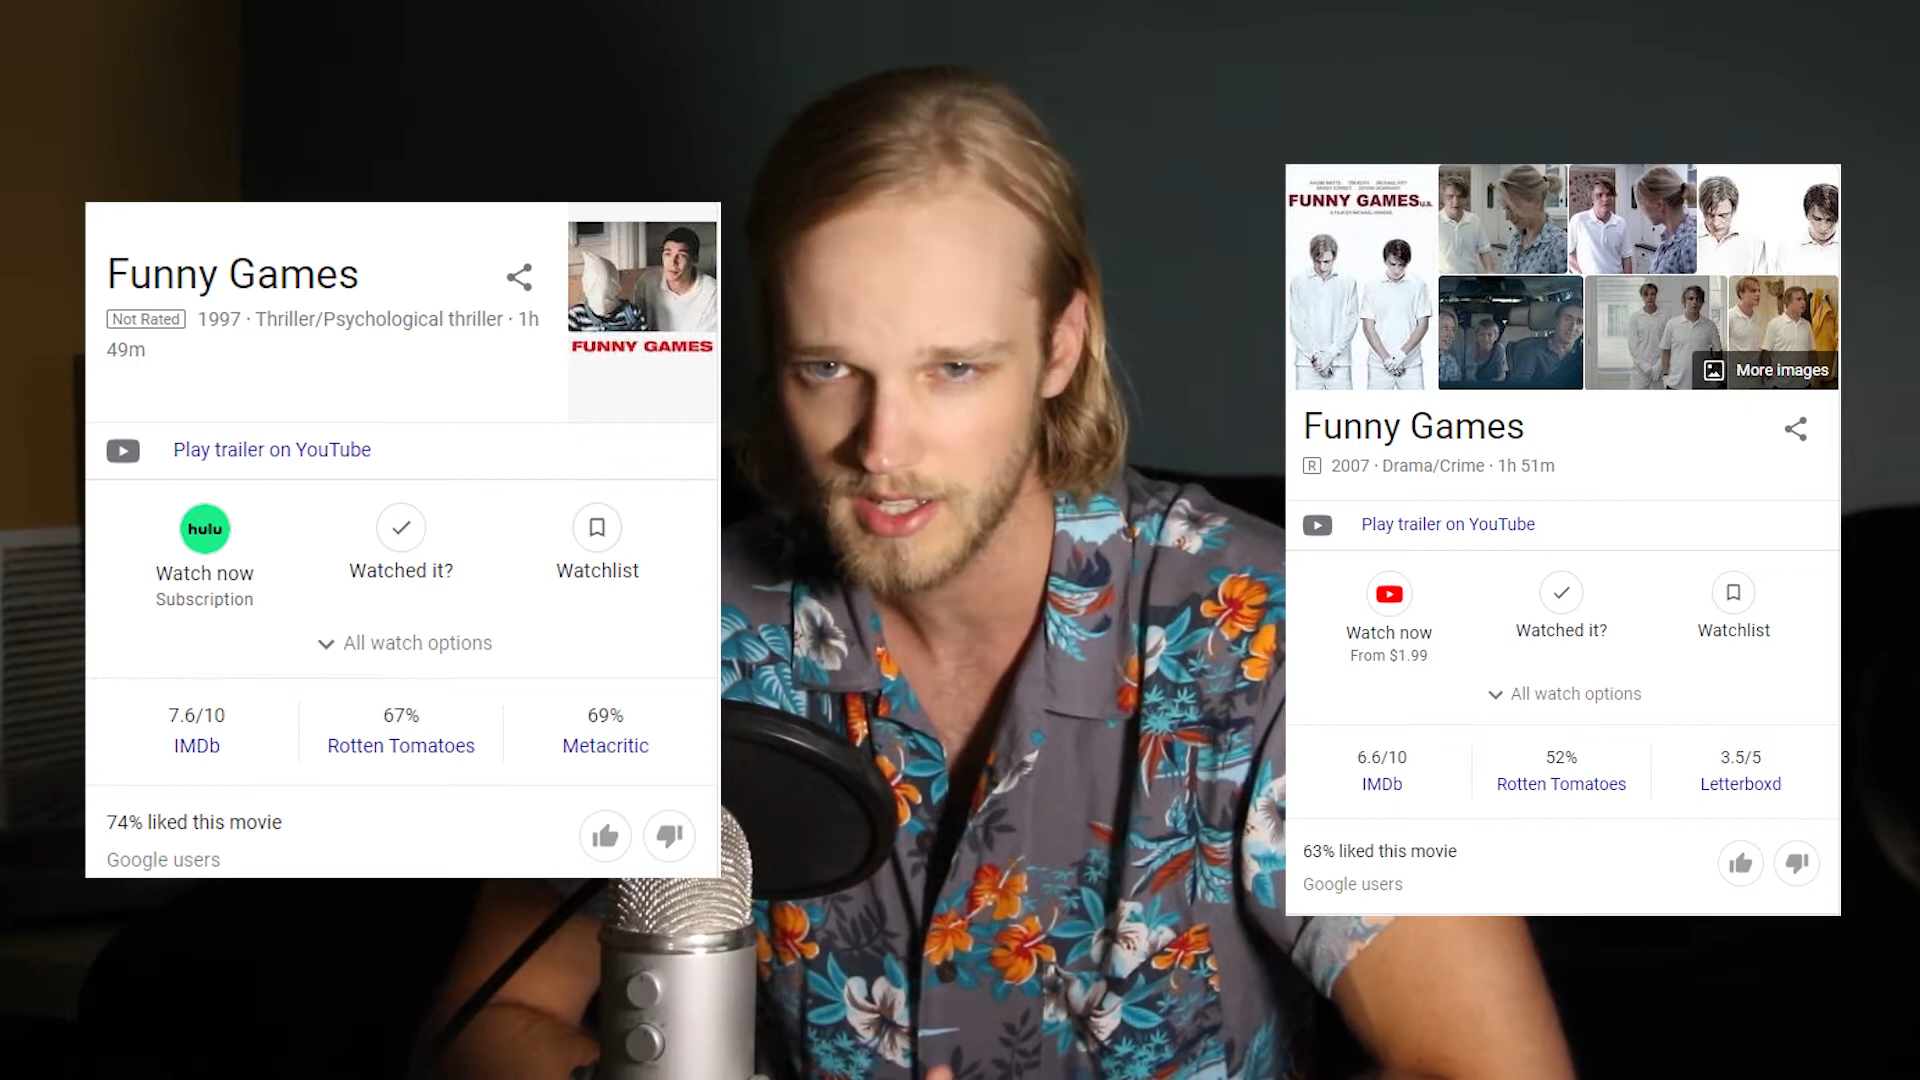 Funny Games
Not Rated 1997 · Thriller/Psychological thriller · 1h
49m
FUNNY GAMES
Play trailer on YouTube
hulu
Watch now
Subscription
Watched it?
Watchlist
All watch options
7.6/10
IMDb
67%
Rotten Tomatoes
69%
Metacritic
74% liked this movie
Google users
FUNNY GAMES U.S.
More images
Funny Games
R 2007 · Drama/Crime · 1h 51m
Play trailer on YouTube
Watch now
From $1.99
Watched it?
Watchlist
All watch options
6.6/10
IMDb
52%
Rotten Tomatoes
3.5/5
Letterboxd
63% liked this movie
Google users